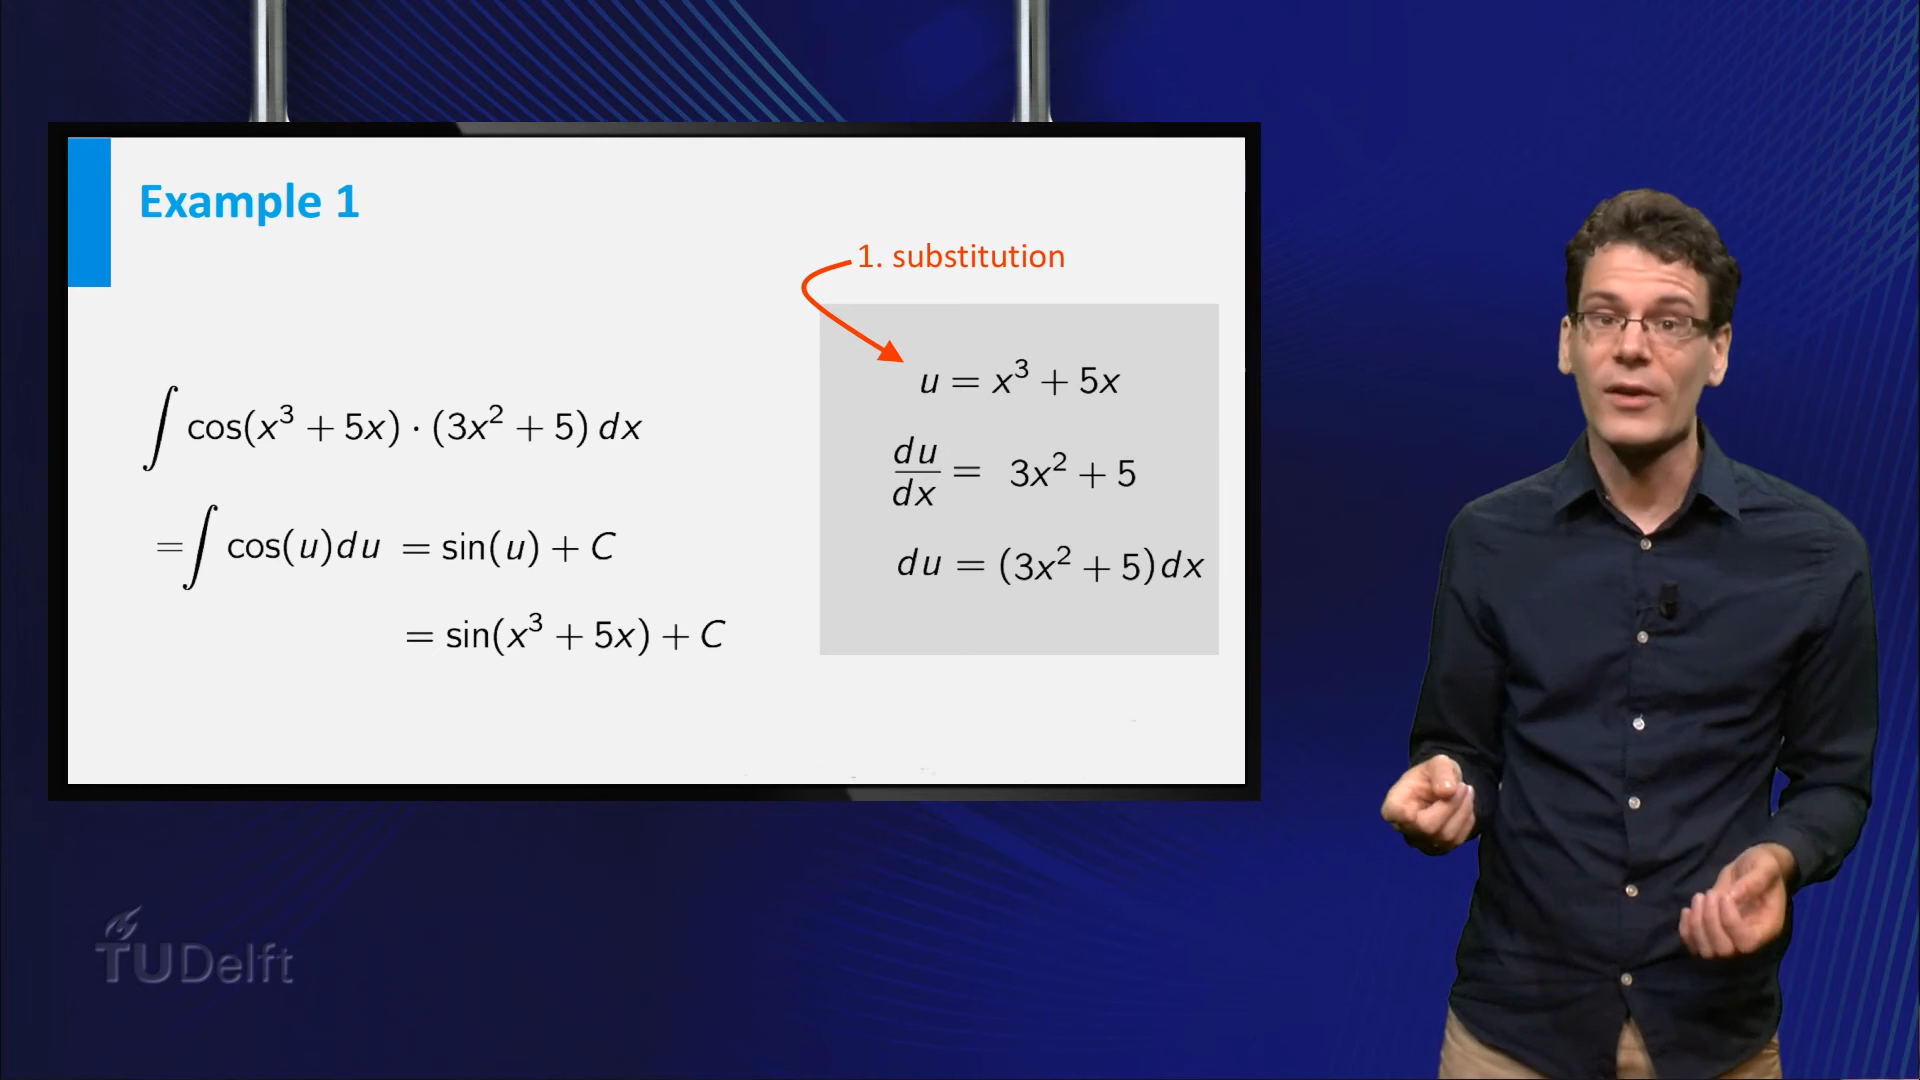 Example 1
1. substitution
∫ cos(x³ + 5x) · (3x² + 5) dx
= ∫ cos(u)du = sin(u) + C
= sin(x³ + 5x) + C
u = x³ + 5x
du/dx = 3x² + 5
du = (3x² + 5)dx
TUDelft